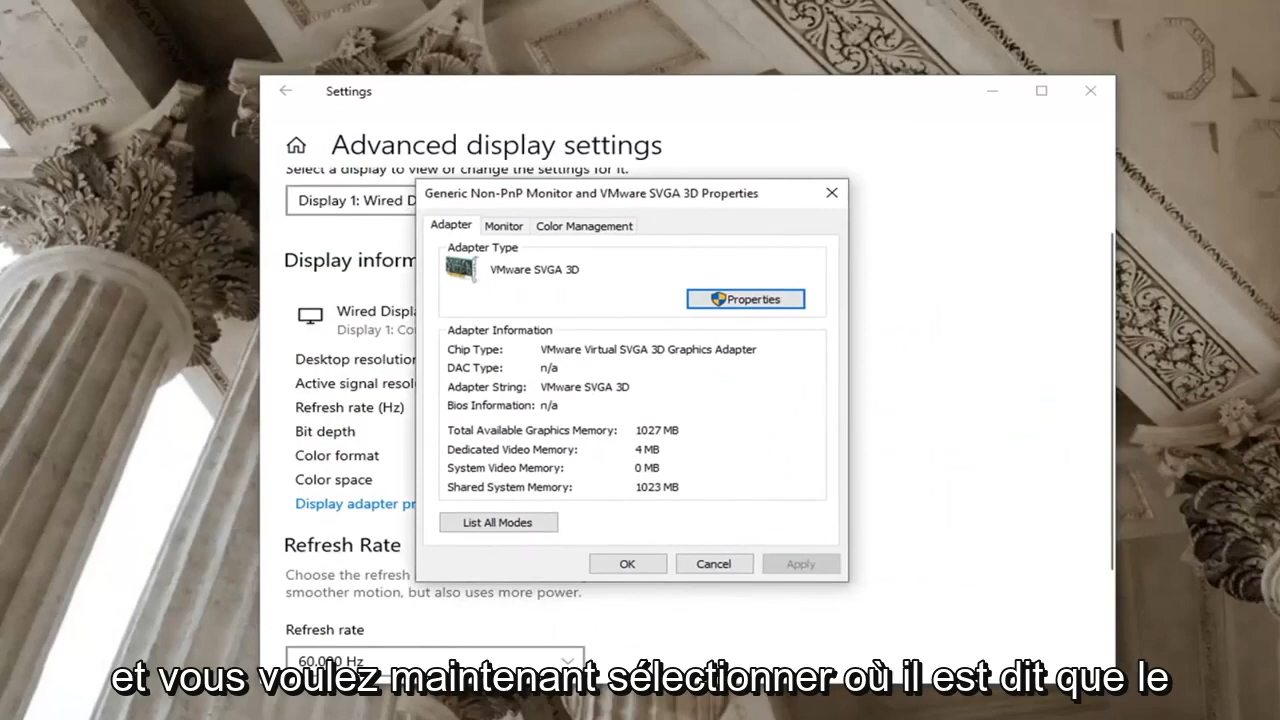 Settings
Advanced display settings
Select a display to view or change the settings for it.
Display 1: Wired D
Generic Non-PnP Monitor and VMware SVGA 3D Properties
Adapter Monitor Color Management
Adapter Type
VMware SVGA 3D
Properties
Adapter Information
Chip Type: VMware Virtual SVGA 3D Graphics Adapter
DAC Type: n/a
Adapter String: VMware SVGA 3D
Bios Information: n/a
Total Available Graphics Memory: 1027 MB
Dedicated Video Memory: 4 MB
System Video Memory: 0 MB
Shared System Memory: 1023 MB
List All Modes
OK Cancel Apply
Display inform
Wired Displa
Display 1: Co
Desktop resolution
Active signal resol
Refresh rate (Hz)
Bit depth
Color format
Color space
Display adapter pr
Refresh Rate
Choose the refresh
smoother motion, but also uses more power.
Refresh rate
60.000 Hz
et vous voulez maintenant sélectionner où il est dit que le